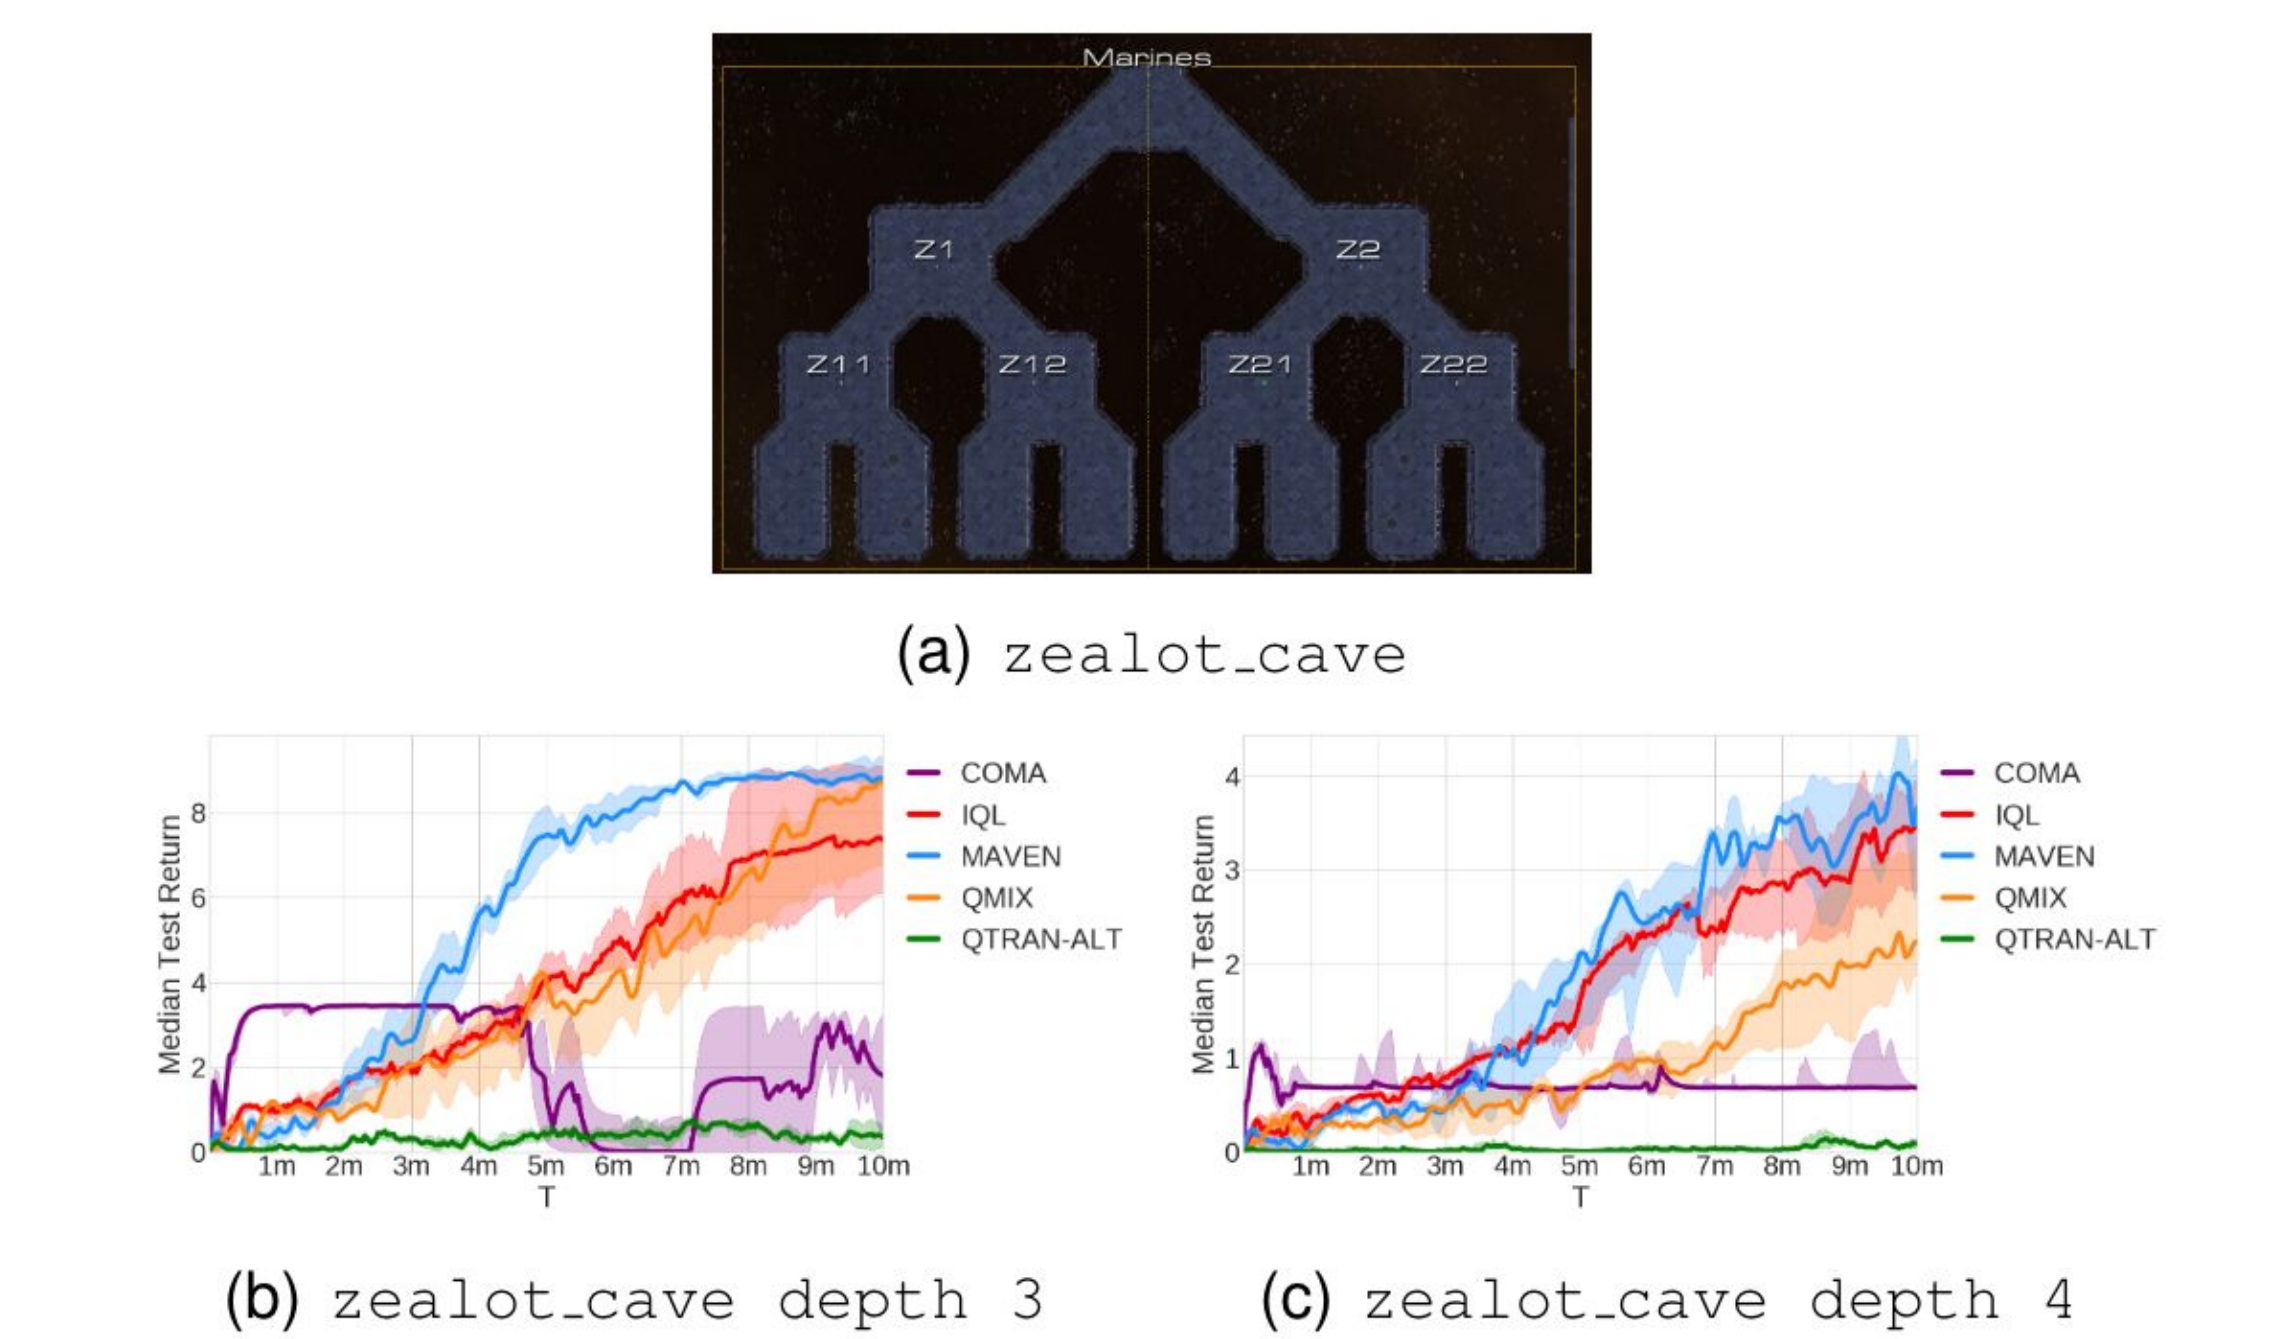 Marines
Z1 Z2
Z11 Z12 Z21 Z22
(a) zealot_cave
Median Test Return
8
6
4
2
0
1m 2m 3m 4m 5m 6m 7m 8m 9m 10m
T
COMA
IQL
MAVEN
QMIX
QTRAN-ALT
(b) zealot_cave depth 3
Median Test Return
4
3
2
1
0
1m 2m 3m 4m 5m 6m 7m 8m 9m 10m
T
COMA
IQL
MAVEN
QMIX
QTRAN-ALT
(c) zealot_cave depth 4